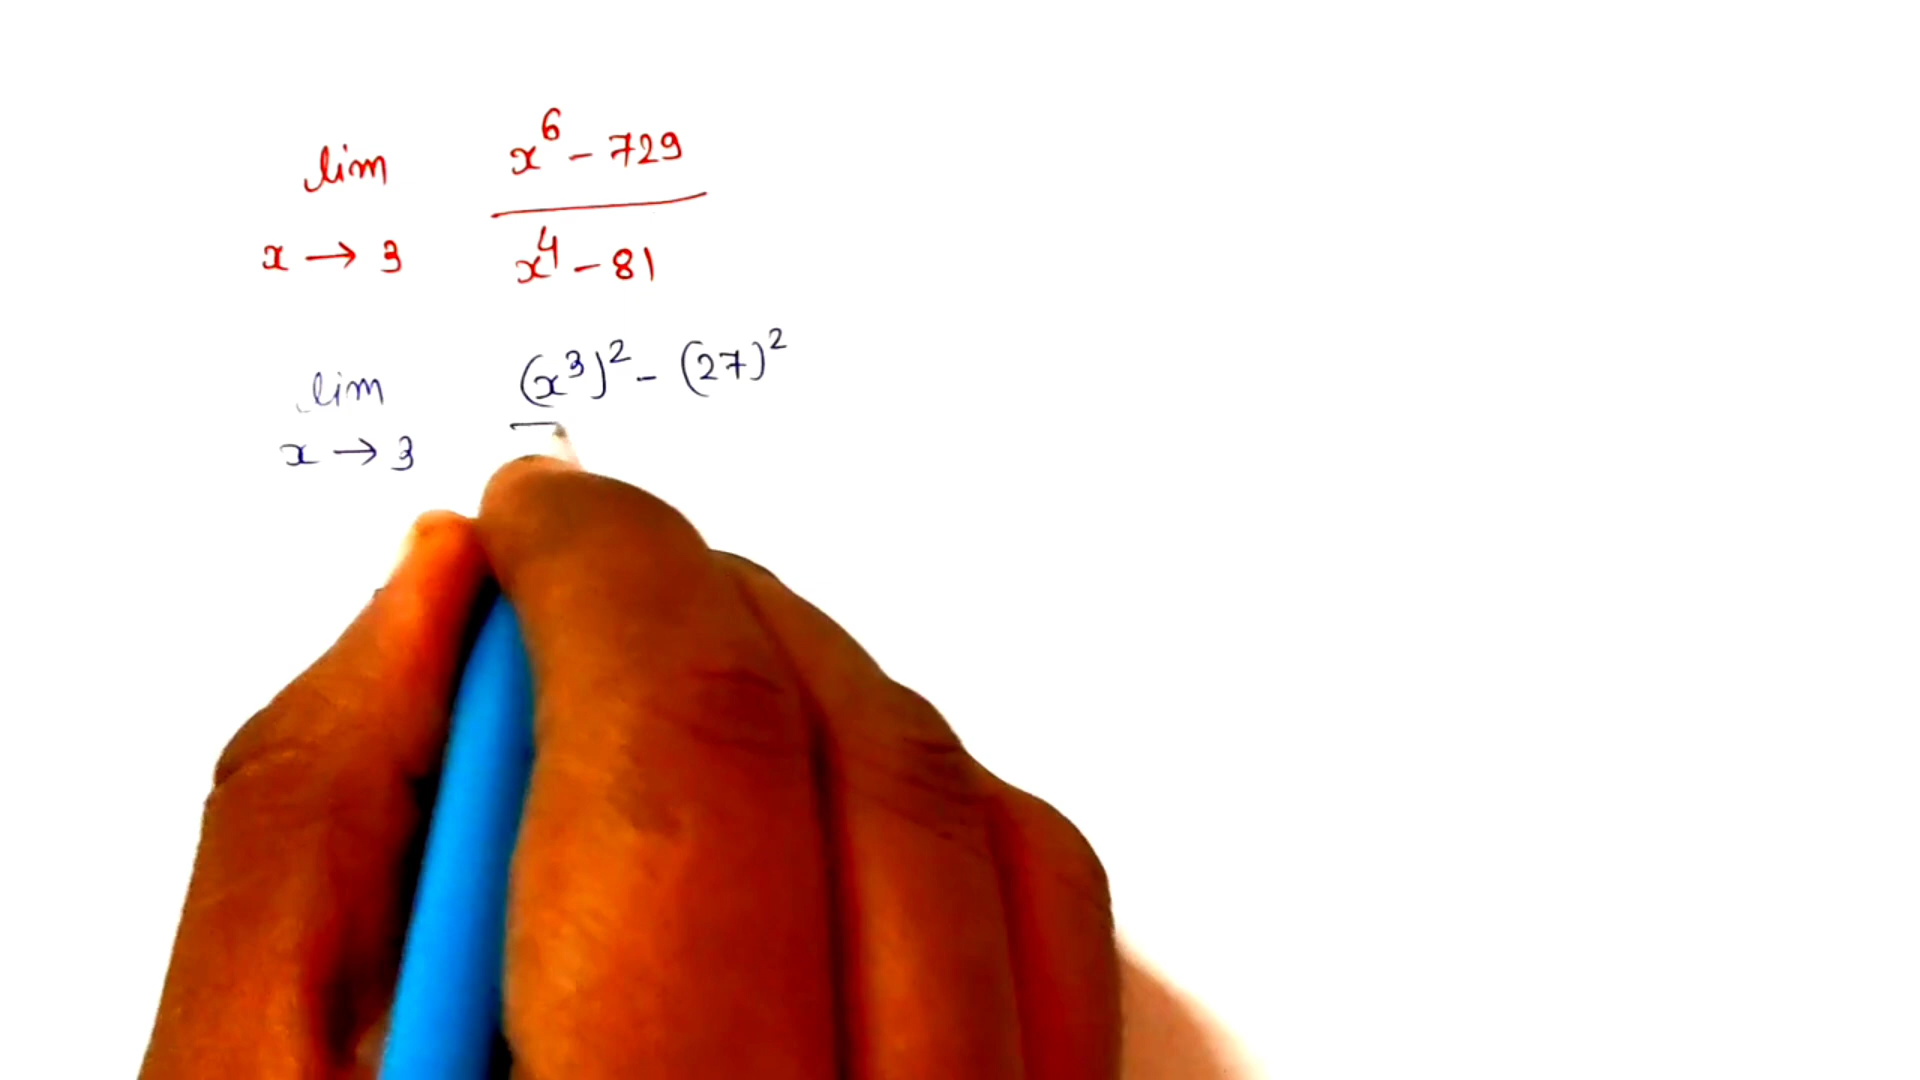 lim x⁶ - 729
x → 3 x⁴ - 81
lim (x³)² - (27)²
x → 3